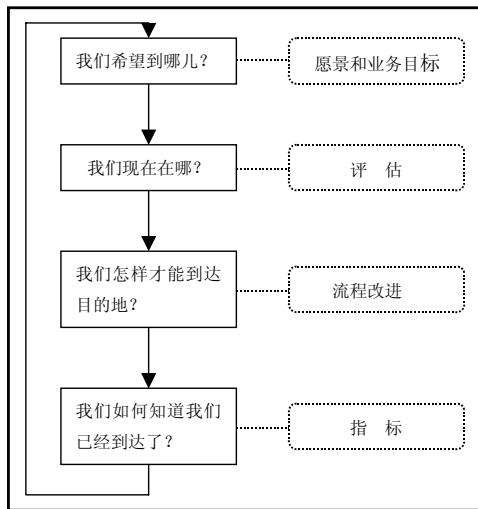 我们希望到哪儿?
愿景和业务目标
我们现在在哪?
评 估
我们怎样才能到达
目的地?
流程改进
我们如何知道我们
已经到达了?
指 标